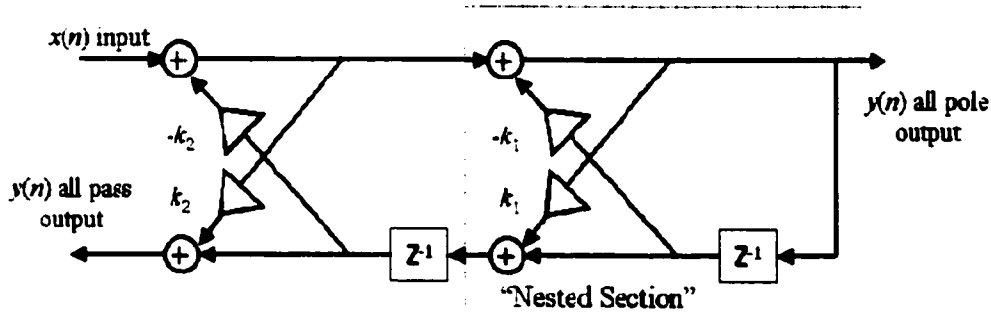 x(n) input
+
+
y(n) all pole
output
-k₂
-k₁
y(n) all pass
output
k₂
k₁
+
Z⁻¹
+
Z⁻¹
"Nested Section"